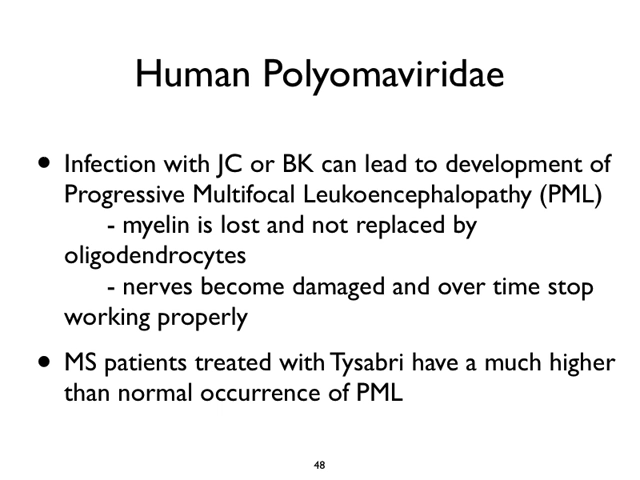 Human Polyomaviridae
• Infection with JC or BK can lead to development of
Progressive Multifocal Leukoencephalopathy (PML)
- myelin is lost and not replaced by
oligodendrocytes
- nerves become damaged and over time stop
working properly
• MS patients treated with Tysabri have a much higher
than normal occurrence of PML
48